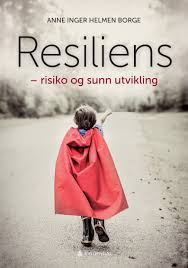 ANNE INGER HELMEN BORGE
Resiliens
– risiko og sunn utvikling